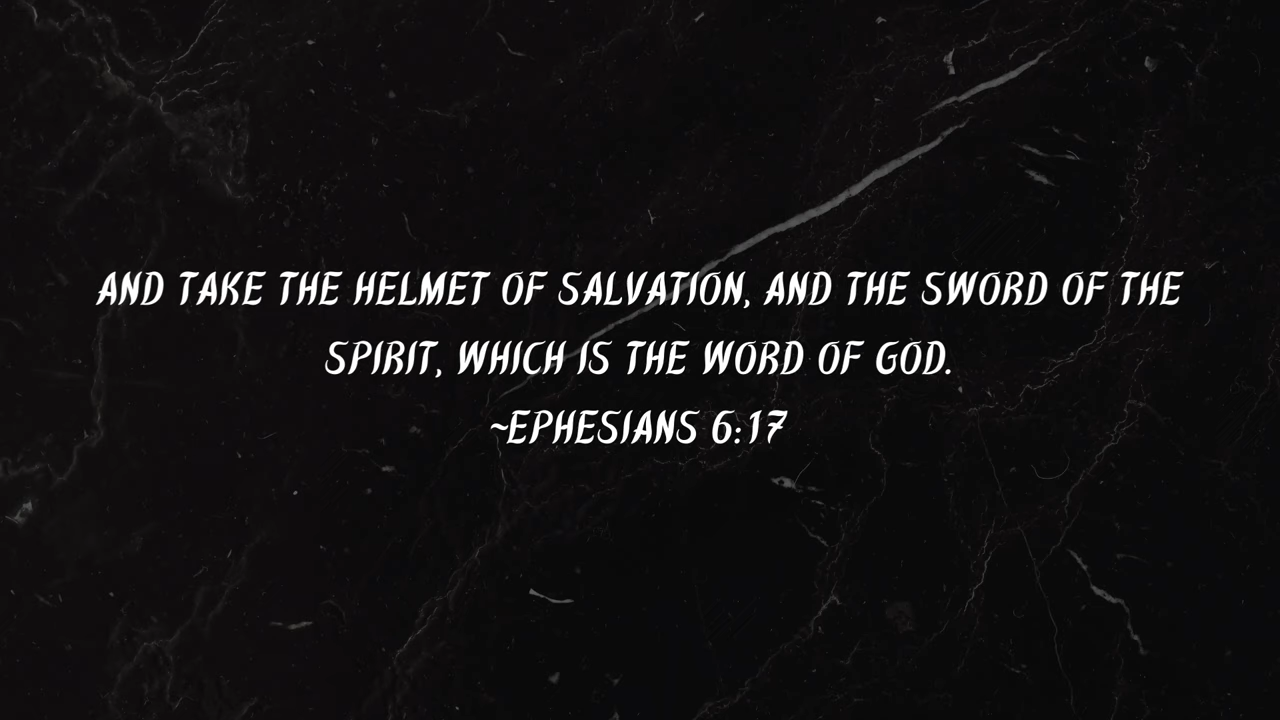 AND TAKE THE HELMET OF SALVATION, AND THE SWORD OF THE
SPIRIT, WHICH IS THE WORD OF GOD.
~EPHESIANS 6:17